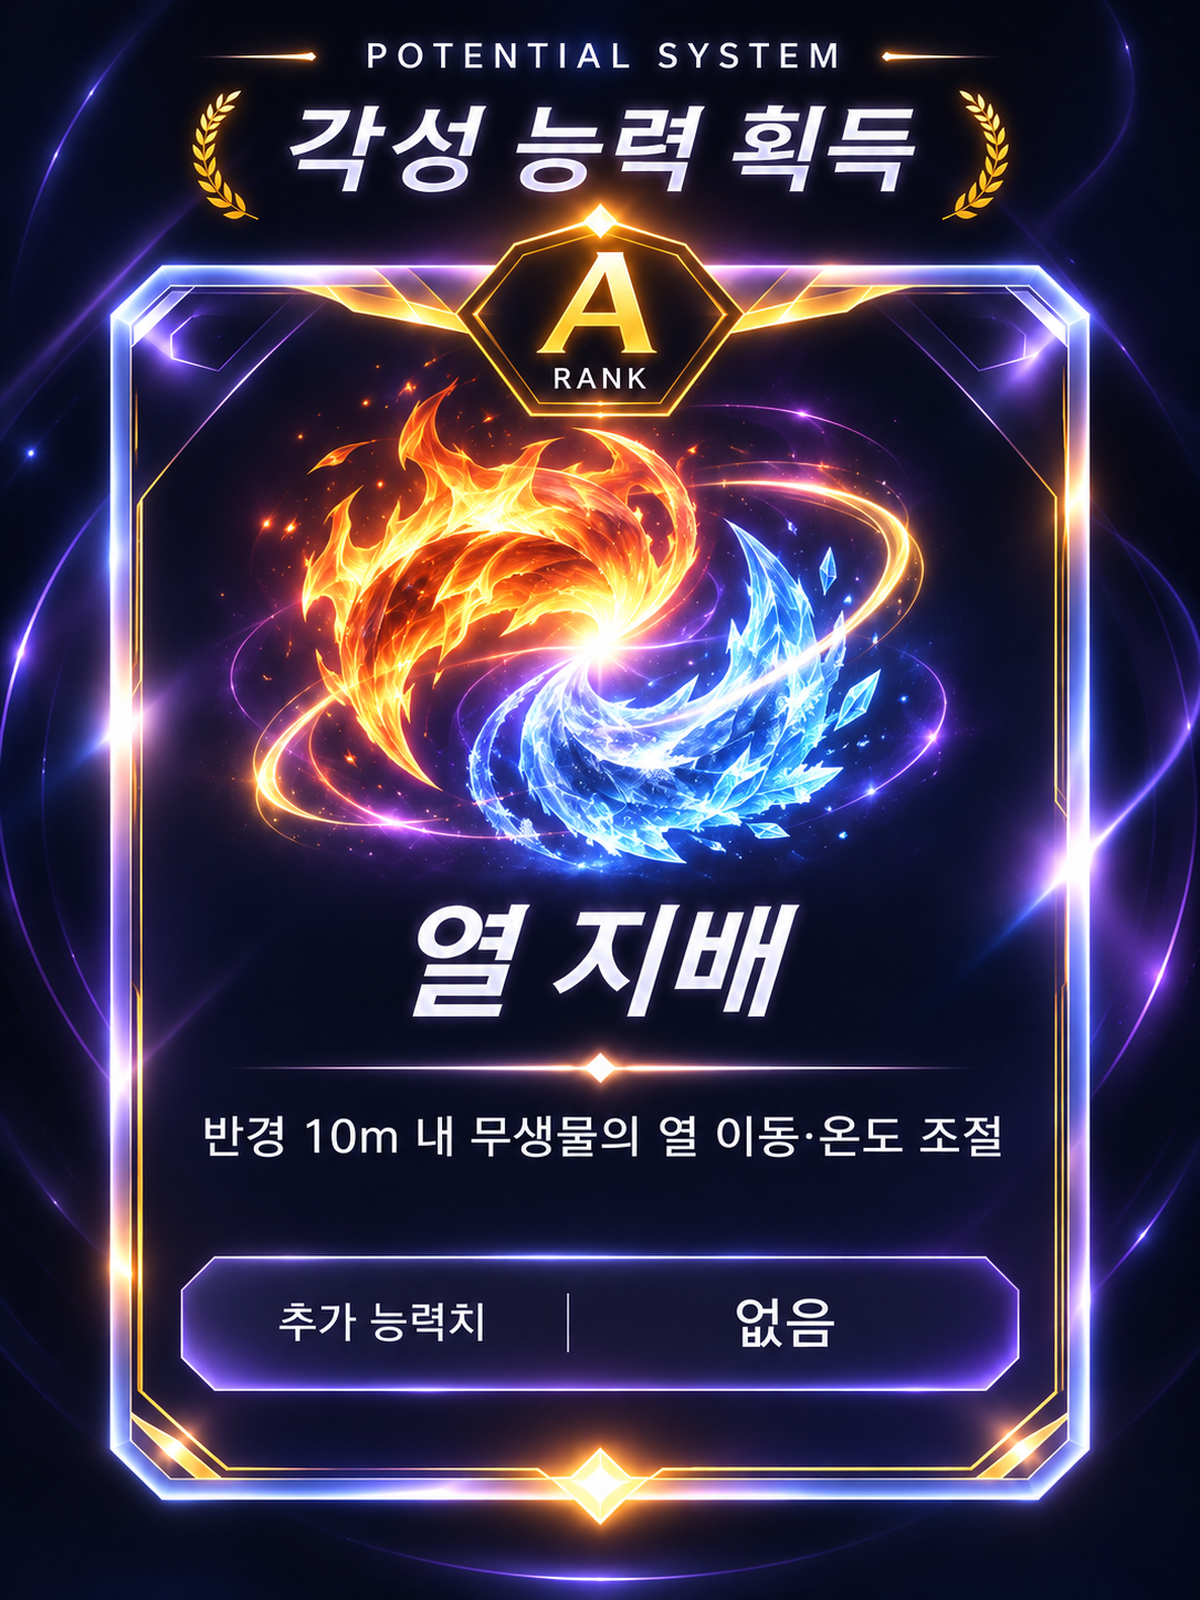 POTENTIAL SYSTEM
각성 능력 획득
A
RANK
열 지배
반경 10m 내 무생물의 열 이동·온도 조절
추가 능력치 없음